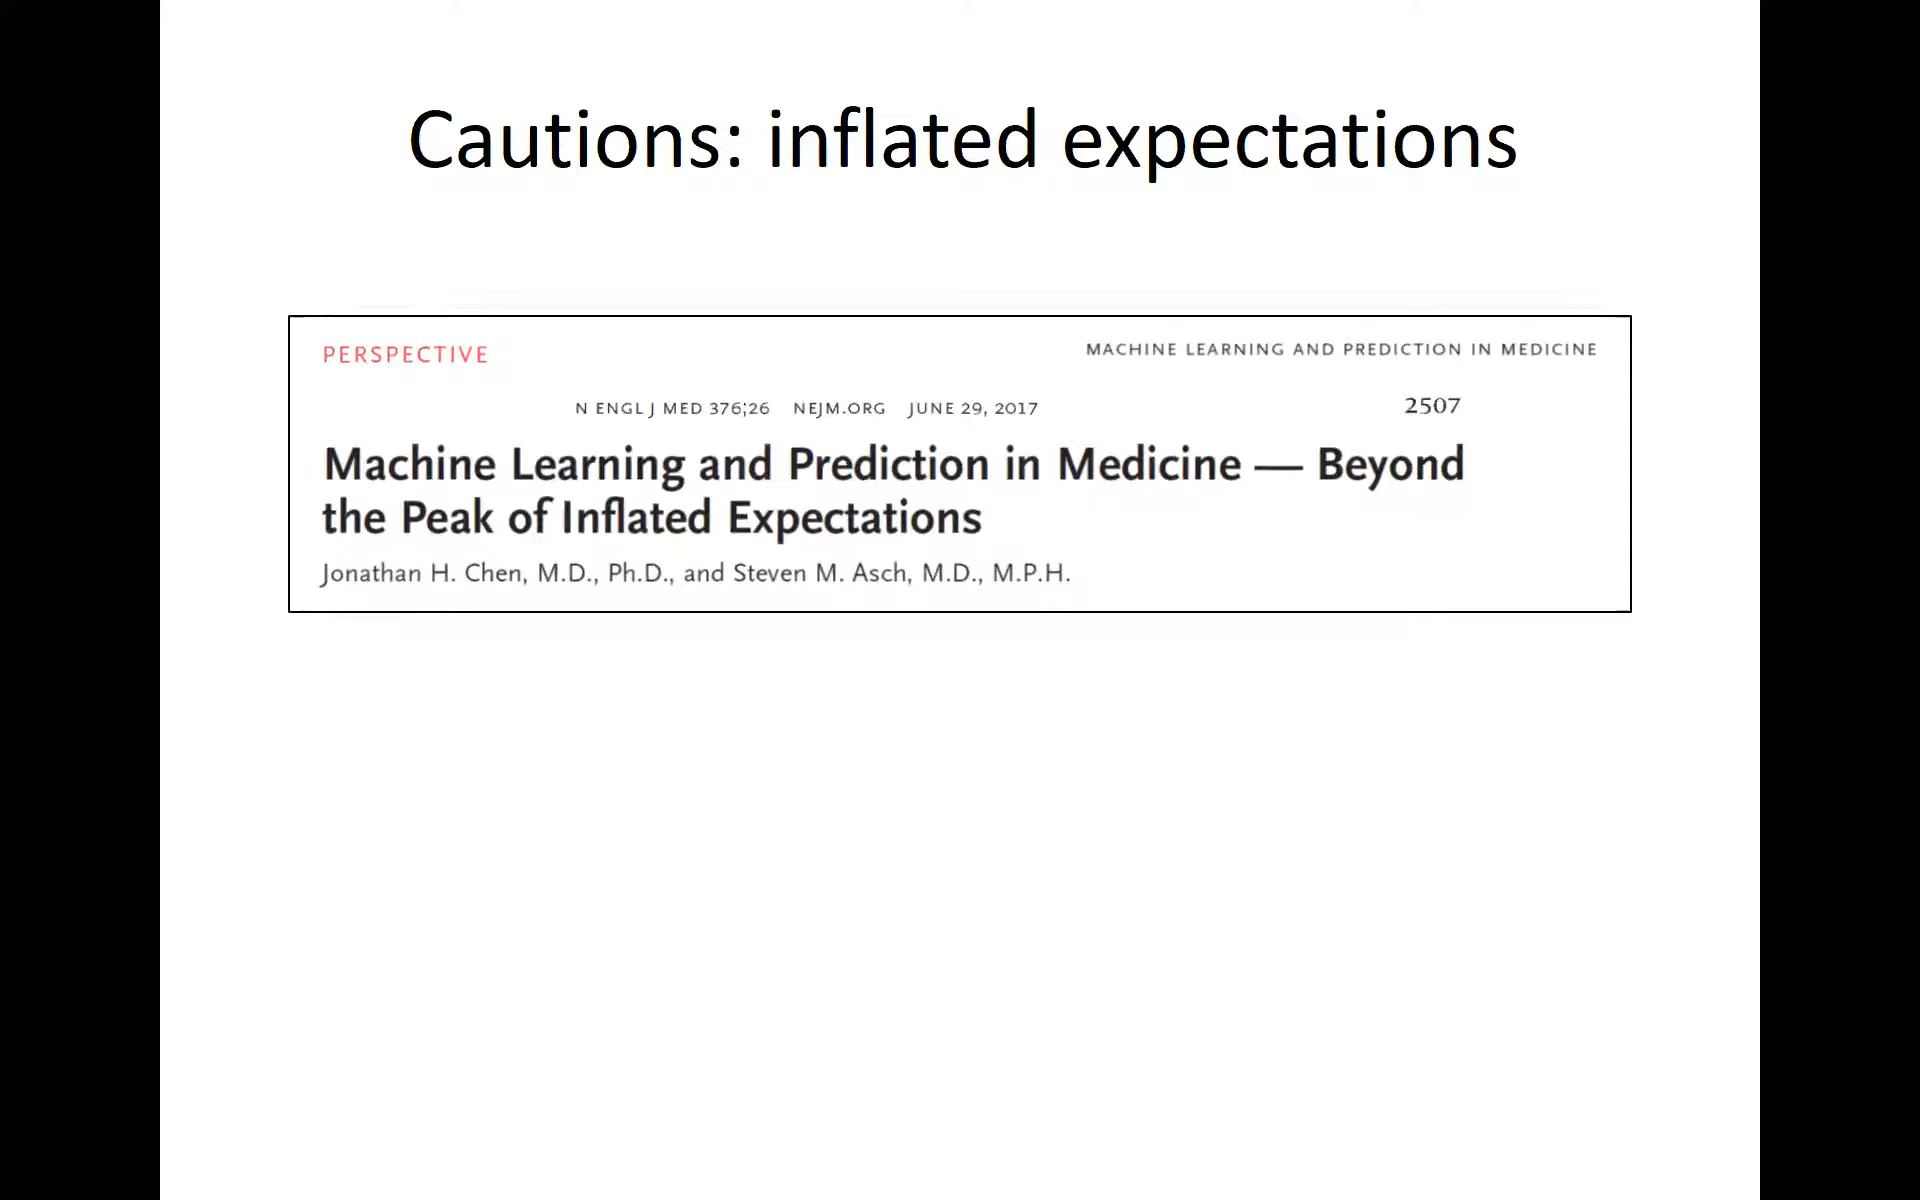 Cautions: inflated expectations
PERSPECTIVE
MACHINE LEARNING AND PREDICTION IN MEDICINE
N ENGL J MED 376;26 NEJM.ORG JUNE 29, 2017
2507
Machine Learning and Prediction in Medicine — Beyond
the Peak of Inflated Expectations
Jonathan H. Chen, M.D., Ph.D., and Steven M. Asch, M.D., M.P.H.